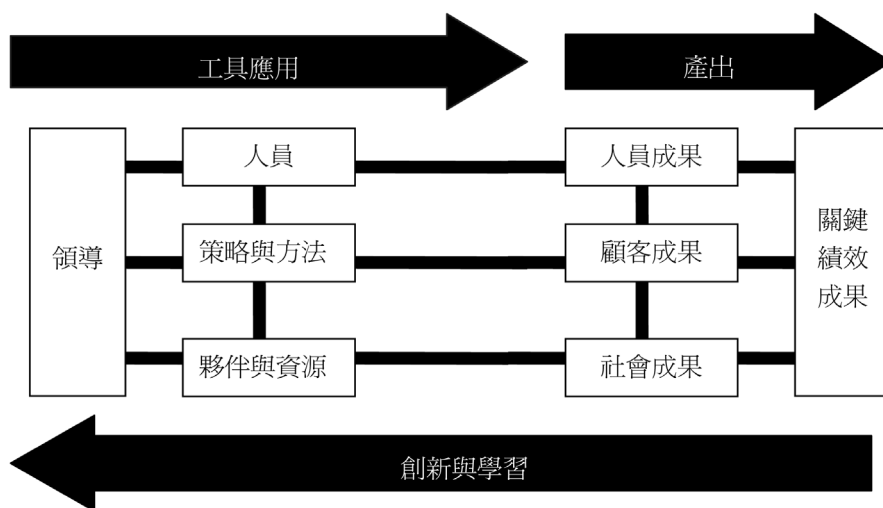 工具應用
產出
領導
人員
策略與方法
夥伴與資源
人員成果
顧客成果
社會成果
關鍵
績效
成果
創新與學習